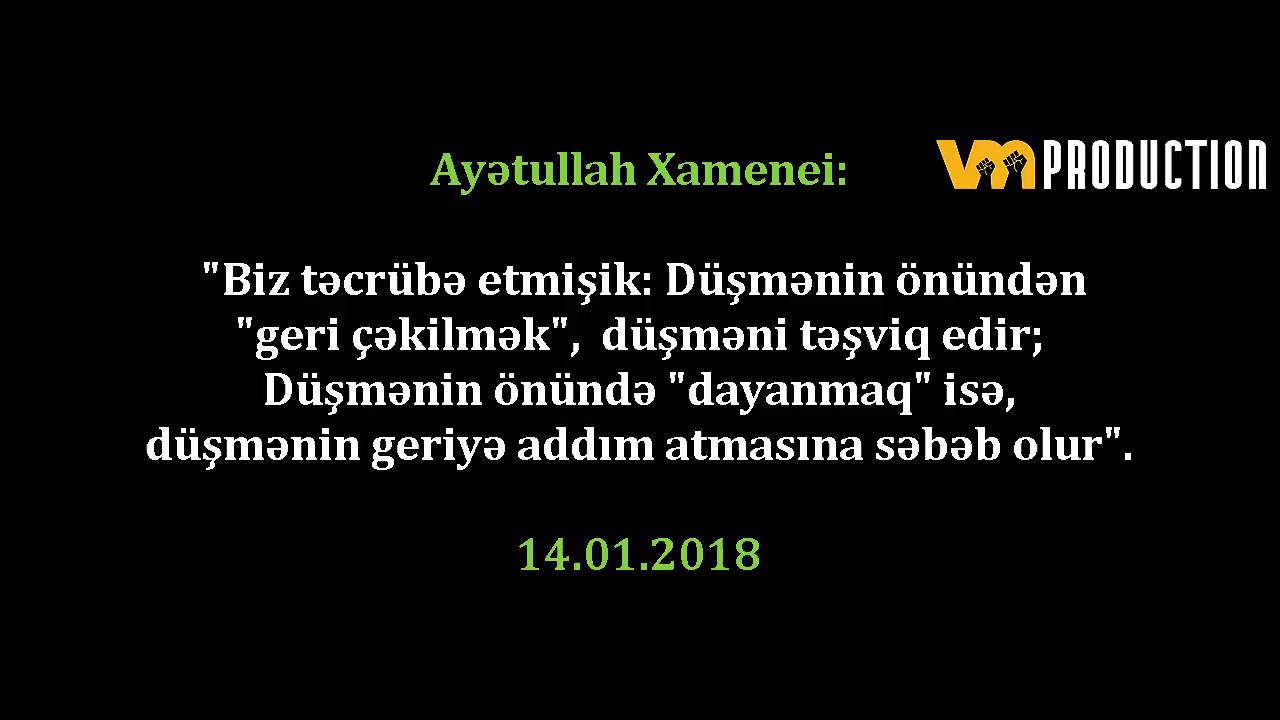 Ayətullah Xamenei:
VM PRODUCTION
"Biz təcrübə etmişik: Düşmənin önündən
"geri çəkilmək", düşməni təşviq edir;
Düşmənin önündə "dayanmaq" isə,
düşmənin geriyə addım atmasına səbəb olur".
14.01.2018